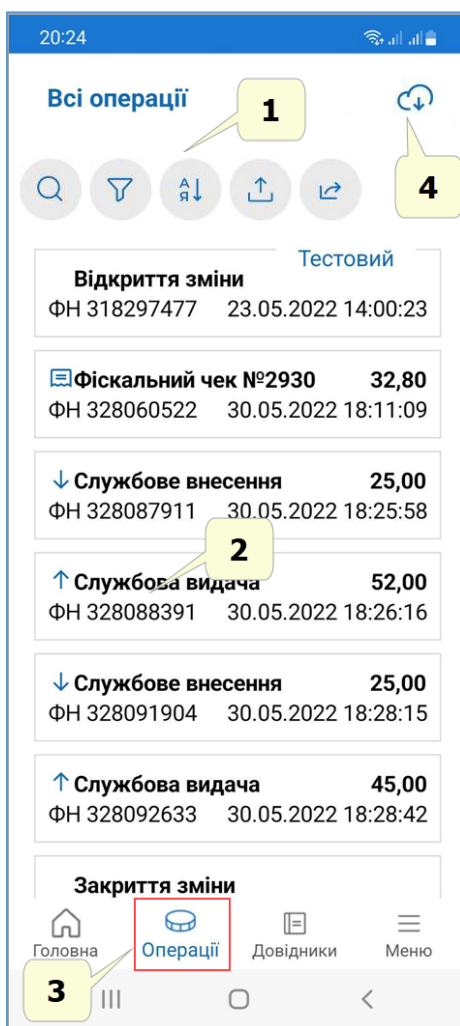 20:24
Всі операції
1
4
А
Я
Тестовий
Відкриття зміни
ФН 318297477 23.05.2022 14:00:23
Фіскальний чек №2930 32,80
ФН 328060522 30.05.2022 18:11:09
Службове внесення 25,00
ФН 328087911 30.05.2022 18:25:58
2
Службова видача 52,00
ФН 328088391 30.05.2022 18:26:16
Службове внесення 25,00
ФН 328091904 30.05.2022 18:28:15
Службова видача 45,00
ФН 328092633 30.05.2022 18:28:42
Закриття зміни
Головна Операції Довідники Меню
3